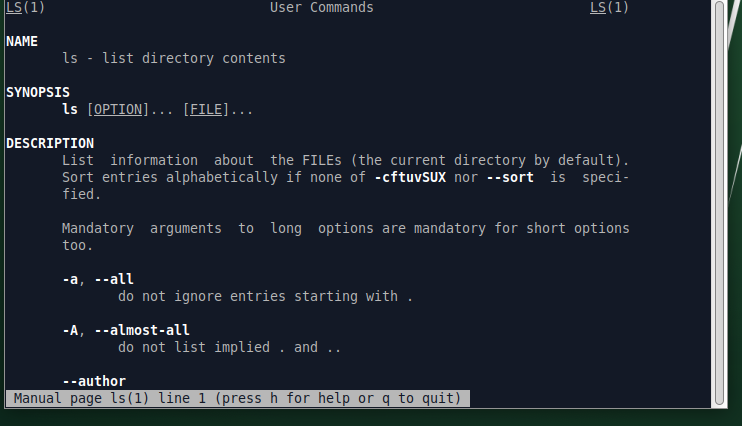 LS(1)                            User Commands                           LS(1)
NAME
       ls - list directory contents
SYNOPSIS
       ls [OPTION]... [FILE]...
DESCRIPTION
       List  information  about  the FILEs (the current directory by default).
       Sort entries alphabetically if none of -cftuvSUX nor --sort  is  speci-
       fied.
       Mandatory  arguments  to  long  options are mandatory for short options
       too.
       -a, --all
              do not ignore entries starting with .
       -A, --almost-all
              do not list implied . and ..
       --author
 Manual page ls(1) line 1 (press h for help or q to quit)